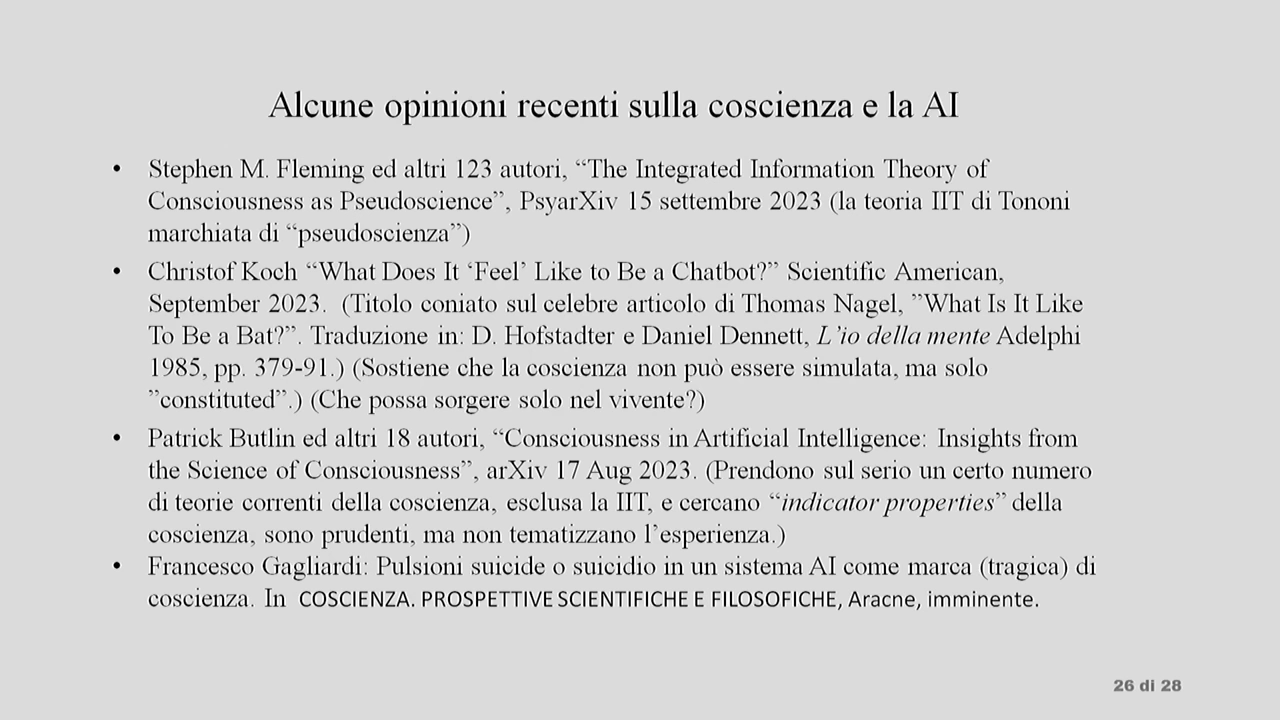 Alcune opinioni recenti sulla coscienza e la AI
• Stephen M. Fleming ed altri 123 autori, “The Integrated Information Theory of
Consciousness as Pseudoscience”, PsyarXiv 15 settembre 2023 (la teoria IIT di Tononi
marchiata di “pseudoscienza”)
• Christof Koch “What Does It ‘Feel’ Like to Be a Chatbot?” Scientific American,
September 2023. (Titolo coniato sul celebre articolo di Thomas Nagel, ”What Is It Like
To Be a Bat?”. Traduzione in: D. Hofstadter e Daniel Dennett, L’io della mente Adelphi
1985, pp. 379-91.) (Sostiene che la coscienza non può essere simulata, ma solo
”constituted”.) (Che possa sorgere solo nel vivente?)
• Patrick Butlin ed altri 18 autori, “Consciousness in Artificial Intelligence: Insights from
the Science of Consciousness”, arXiv 17 Aug 2023. (Prendono sul serio un certo numero
di teorie correnti della coscienza, esclusa la IIT, e cercano “indicator properties” della
coscienza, sono prudenti, ma non tematizzano l’esperienza.)
• Francesco Gagliardi: Pulsioni suicide o suicidio in un sistema AI come marca (tragica) di
coscienza. In COSCIENZA. PROSPETTIVE SCIENTIFICHE E FILOSOFICHE, Aracne, imminente.
26 di 28